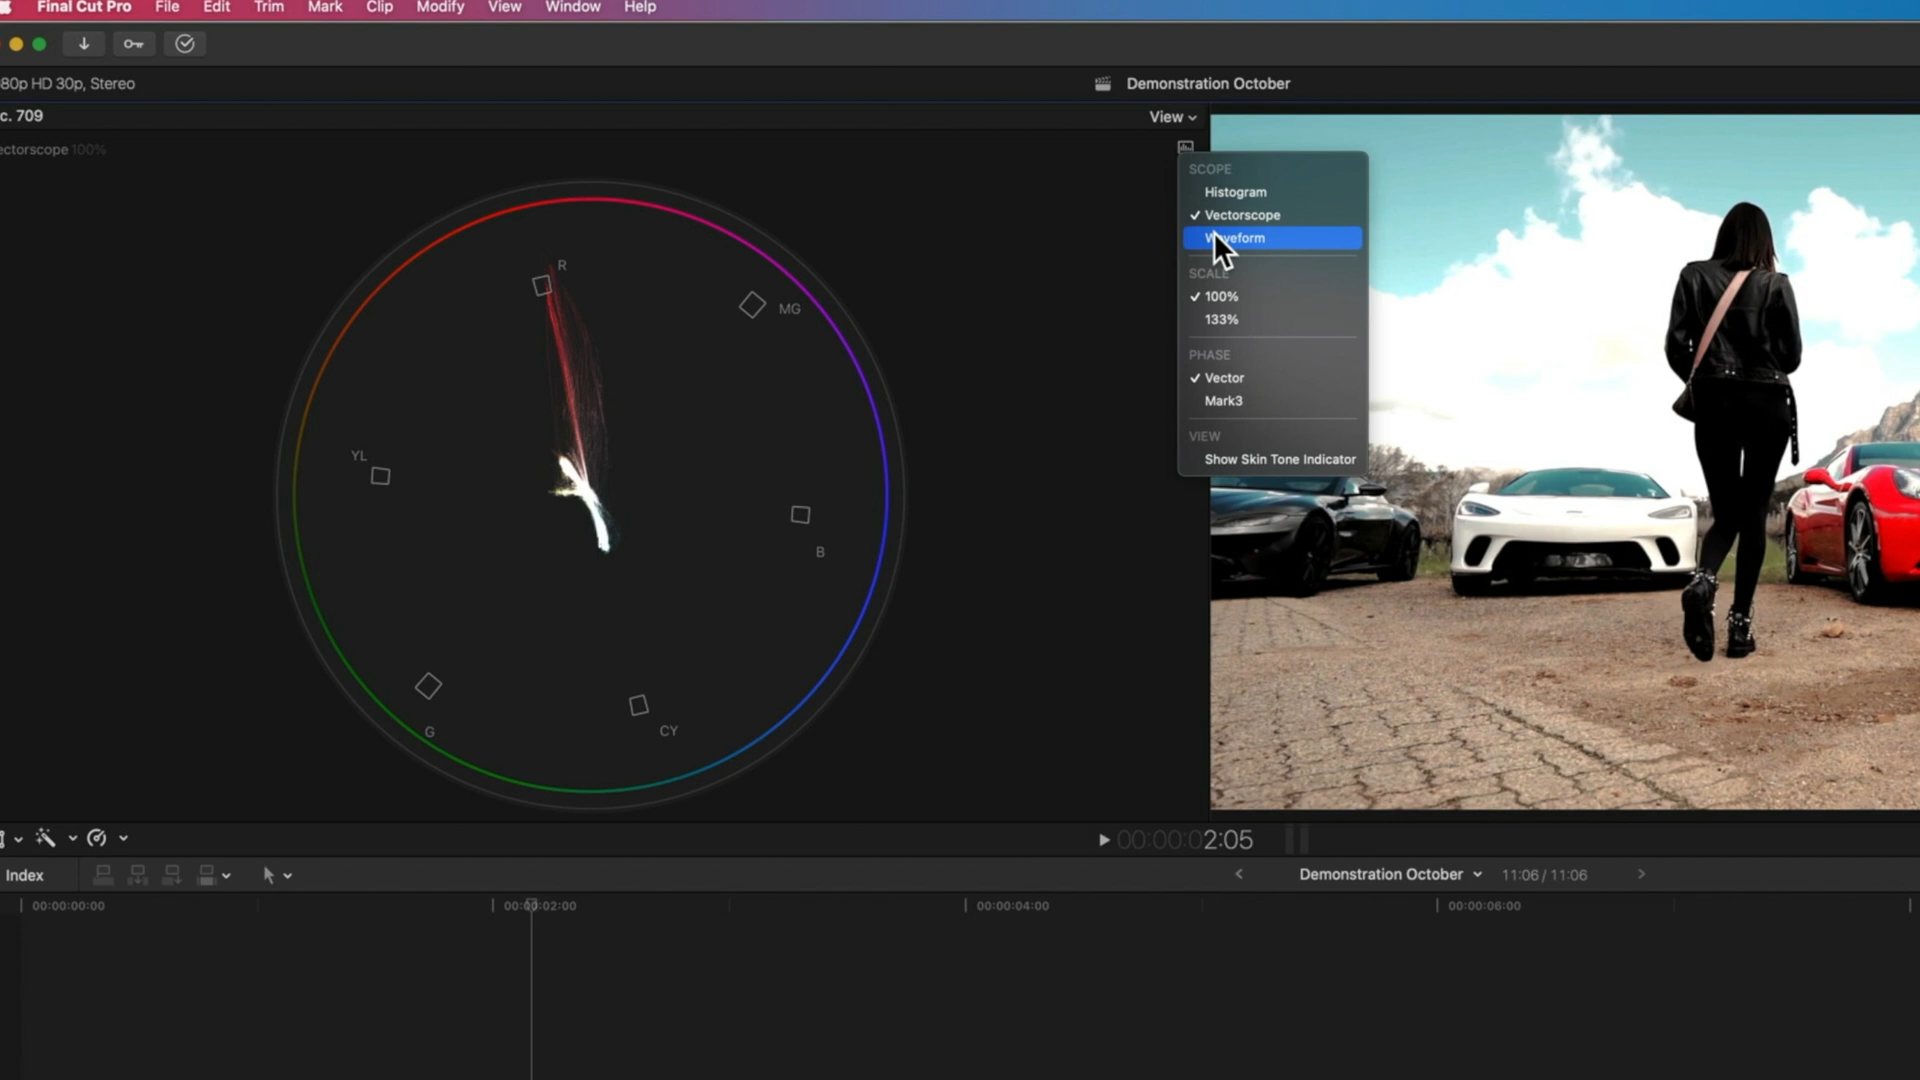 Final Cut Pro File Edit Trim Mark Clip Modify View Window Help
80p HD 30p, Stereo
Demonstration October
c. 709
View
ectorscope 100%
SCOPE
Histogram
Vectorscope
Waveform
SCALE
100%
133%
PHASE
Vector
Mark3
VIEW
Show Skin Tone Indicator
R
MG
YL
B
G
CY
00:00:02:05
Index
Demonstration October
11:06 / 11:06
00:00:00:00
00:00:02:00
00:00:04:00
00:00:06:00